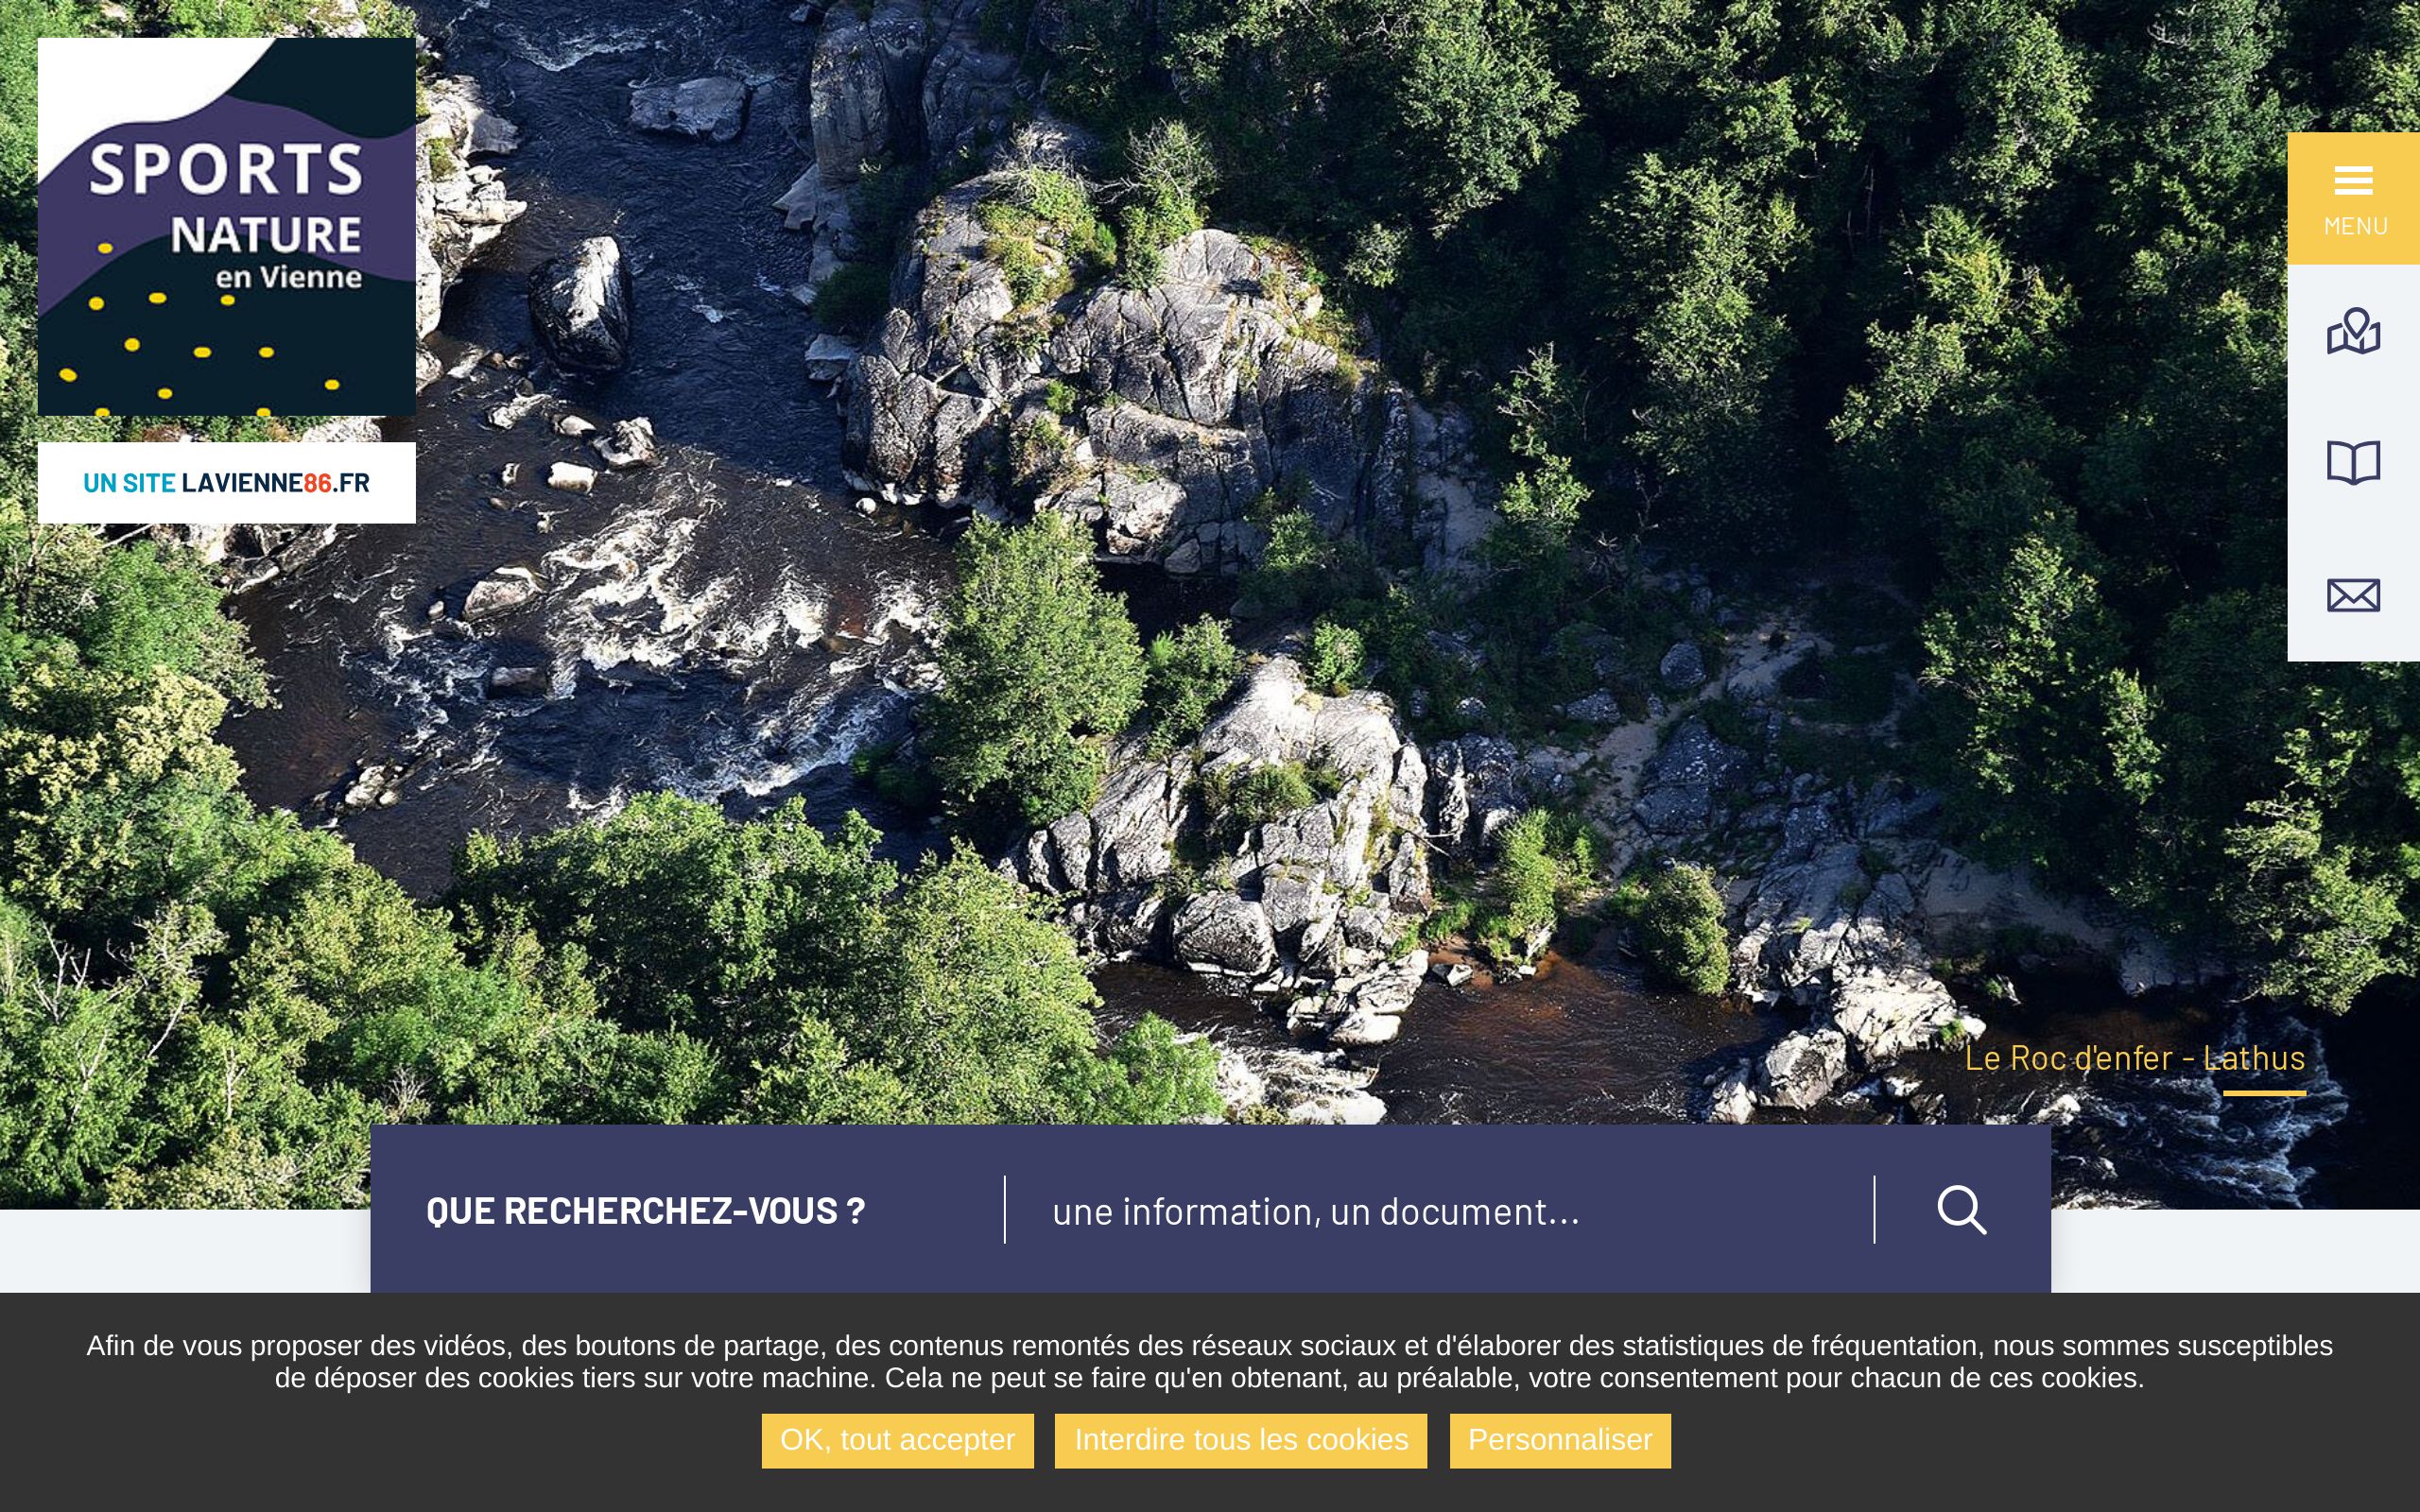 SPORTS
NATURE
en Vienne
UN SITE LAVIENNE86.FR
MENU
Le Roc d'enfer - Lathus
QUE RECHERCHEZ-VOUS ?
une information, un document...
Afin de vous proposer des vidéos, des boutons de partage, des contenus remontés des réseaux sociaux et d'élaborer des statistiques de fréquentation, nous sommes susceptibles
de déposer des cookies tiers sur votre machine. Cela ne peut se faire qu'en obtenant, au préalable, votre consentement pour chacun de ces cookies.
OK, tout accepter
Interdire tous les cookies
Personnaliser